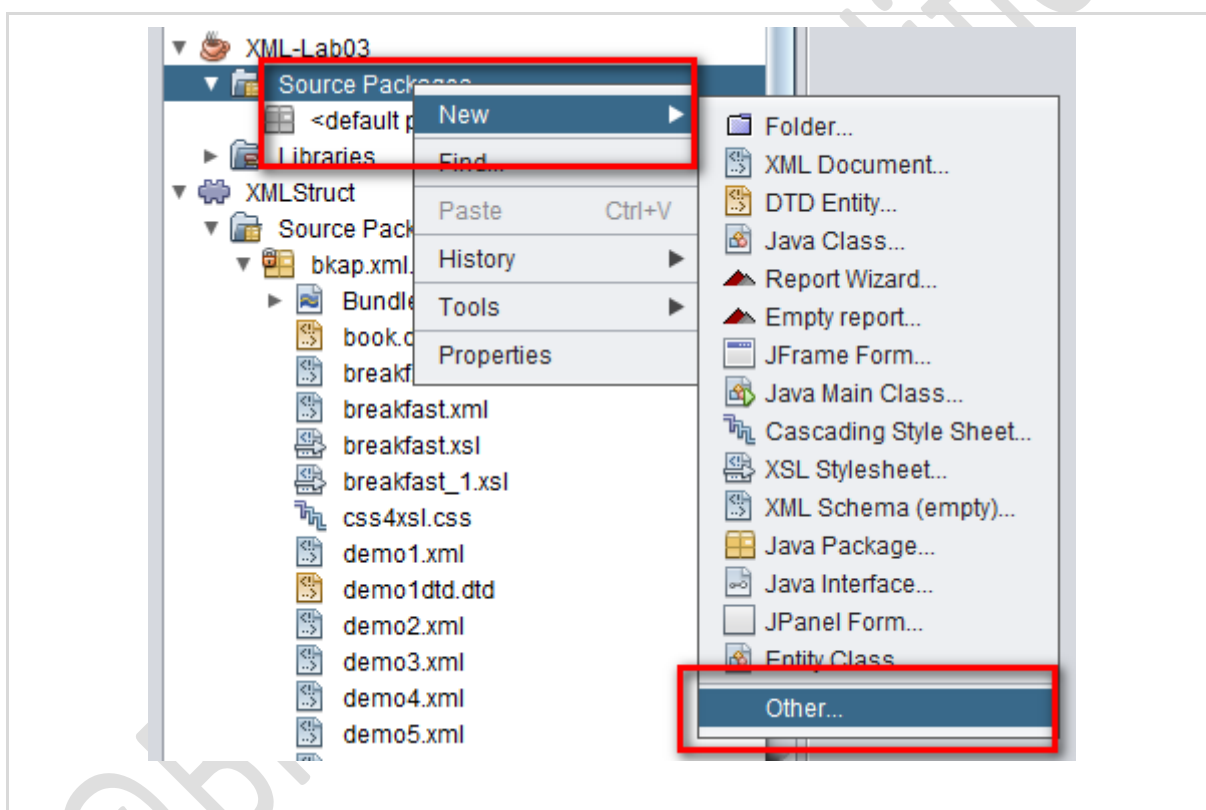 XML-Lab03
Source Packages
<default p
Libraries
XMLStruct
Source Pack
bkap.xml.
Bundle
book.d
breakf
breakfast.xml
breakfast.xsl
breakfast_1.xsl
css4xsl.css
demo1.xml
demo1dtd.dtd
demo2.xml
demo3.xml
demo4.xml
demo5.xml
New
Find...
Paste Ctrl+V
History
Tools
Properties
Folder...
XML Document...
DTD Entity...
Java Class...
Report Wizard...
Empty report...
JFrame Form...
Java Main Class...
Cascading Style Sheet...
XSL Stylesheet...
XML Schema (empty)...
Java Package...
Java Interface...
JPanel Form...
Entity Class...
Other...